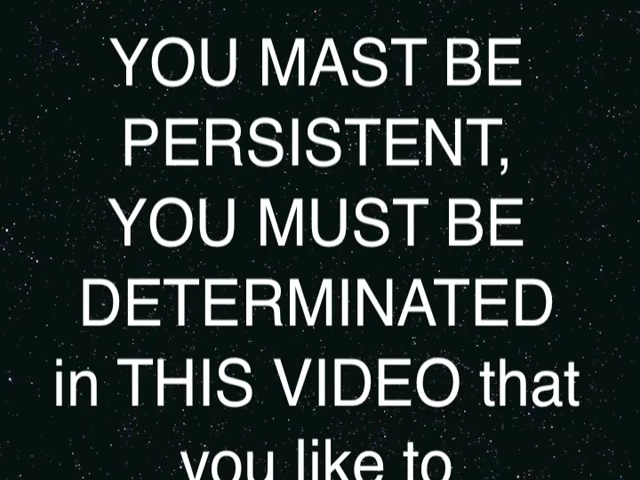 YOU MAST BE
PERSISTENT,
YOU MUST BE
DETERMINATED
in THIS VIDEO that
you like to